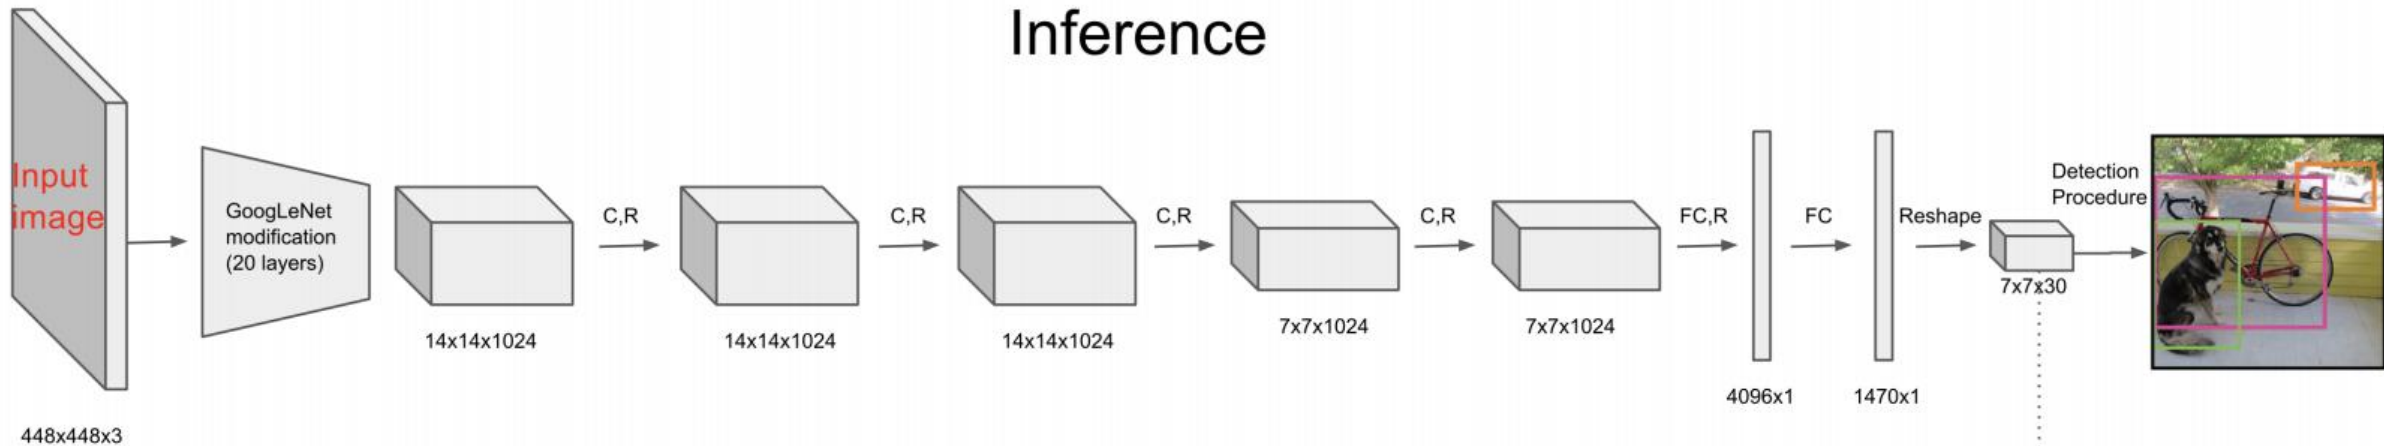 Inference
Input
image
448x448x3
GoogLeNet
modification
(20 layers)
14x14x1024
C,R
14x14x1024
C,R
14x14x1024
C,R
7x7x1024
C,R
7x7x1024
FC,R
4096x1
FC
1470x1
Reshape
7x7x30
Detection
Procedure